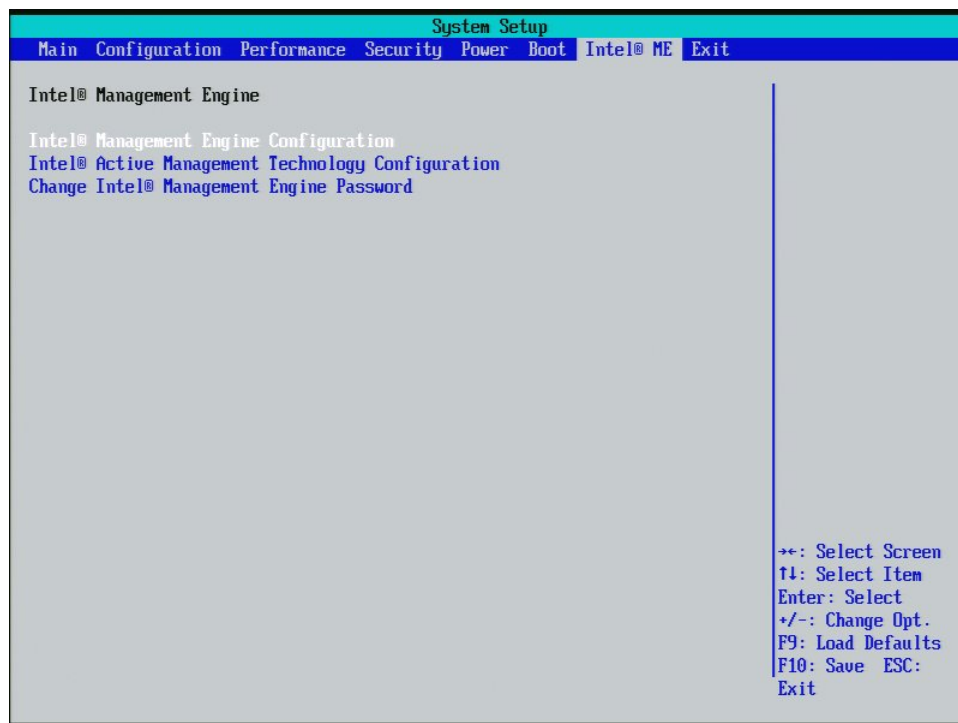 System Setup
Main Configuration Performance Security Power Boot Intel® ME Exit
Intel® Management Engine
Intel® Management Engine Configuration
Intel® Active Management Technology Configuration
Change Intel® Management Engine Password
→←: Select Screen
↑↓: Select Item
Enter: Select
+/-: Change Opt.
F9: Load Defaults
F10: Save ESC:
Exit